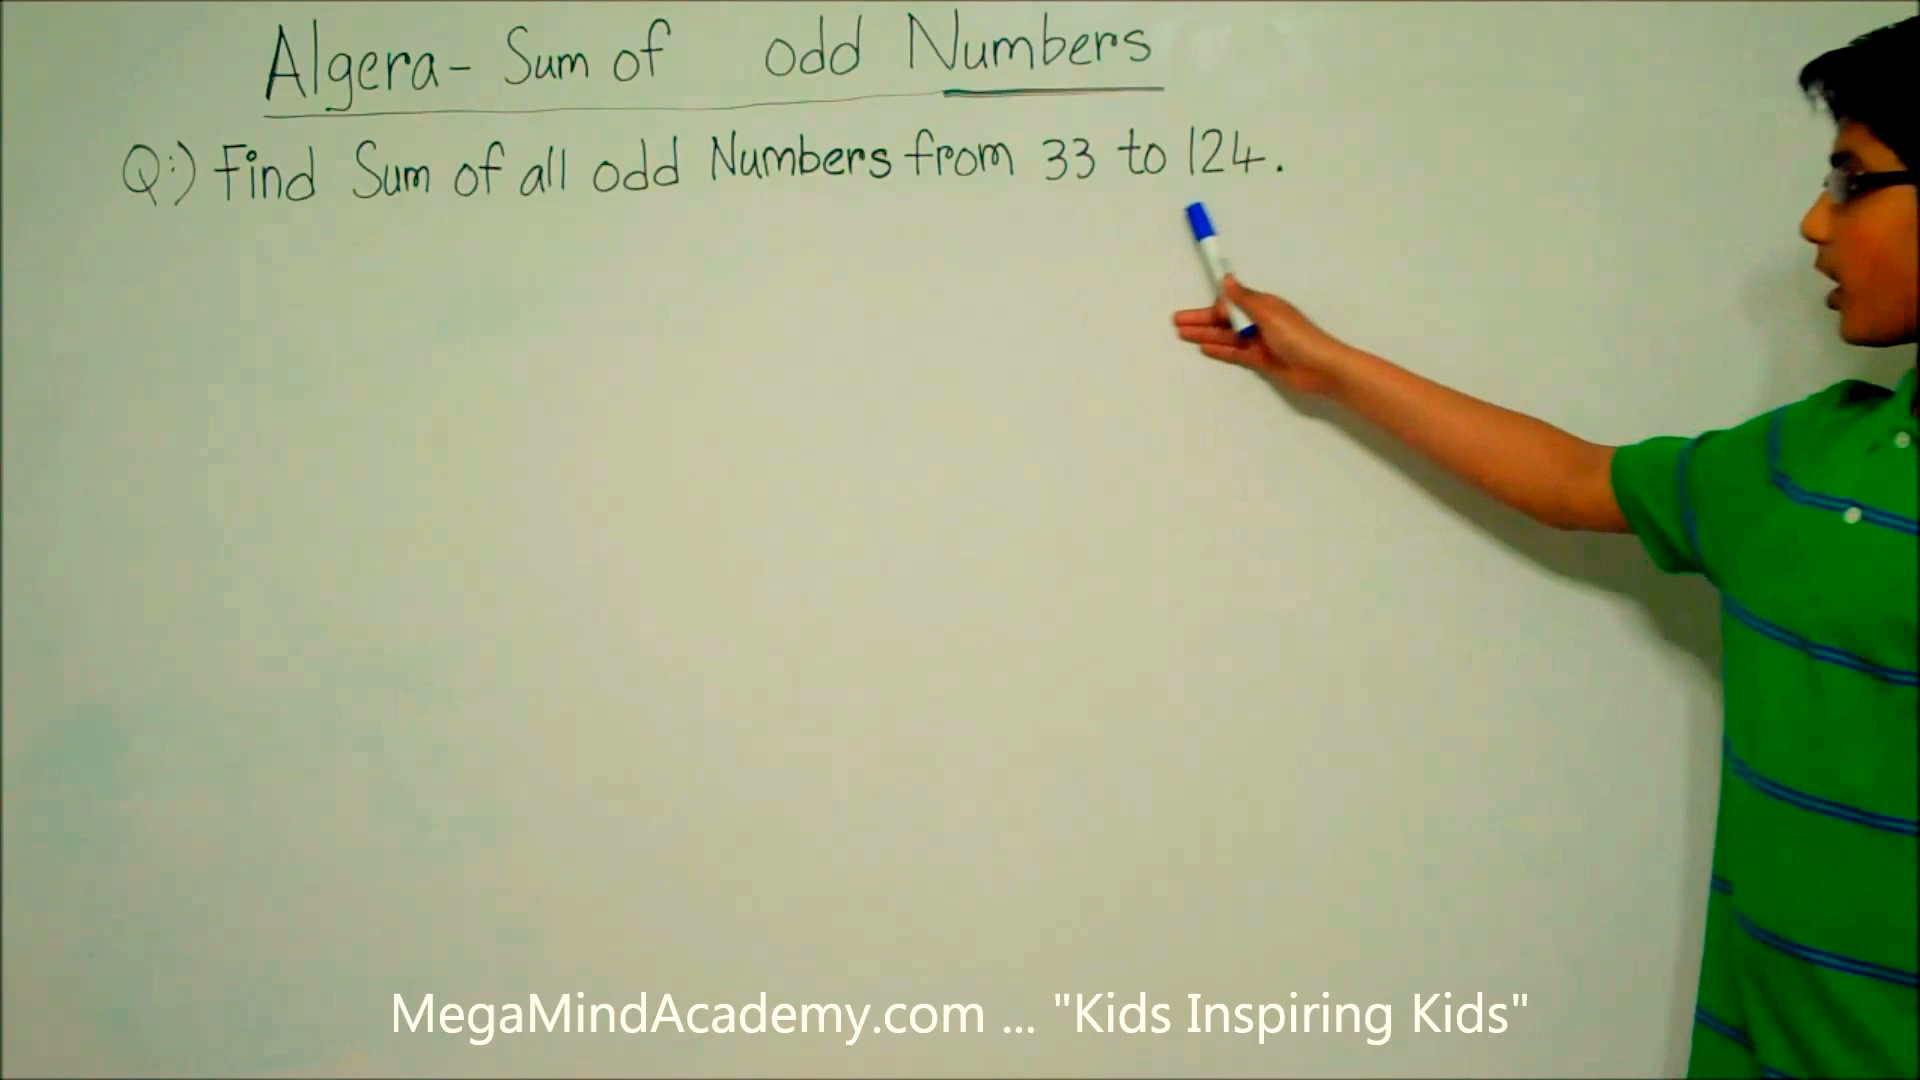 Algera - Sum of odd Numbers
Q:) Find Sum of all odd Numbers from 33 to 124.
MegaMindAcademy.com ... "Kids Inspiring Kids"